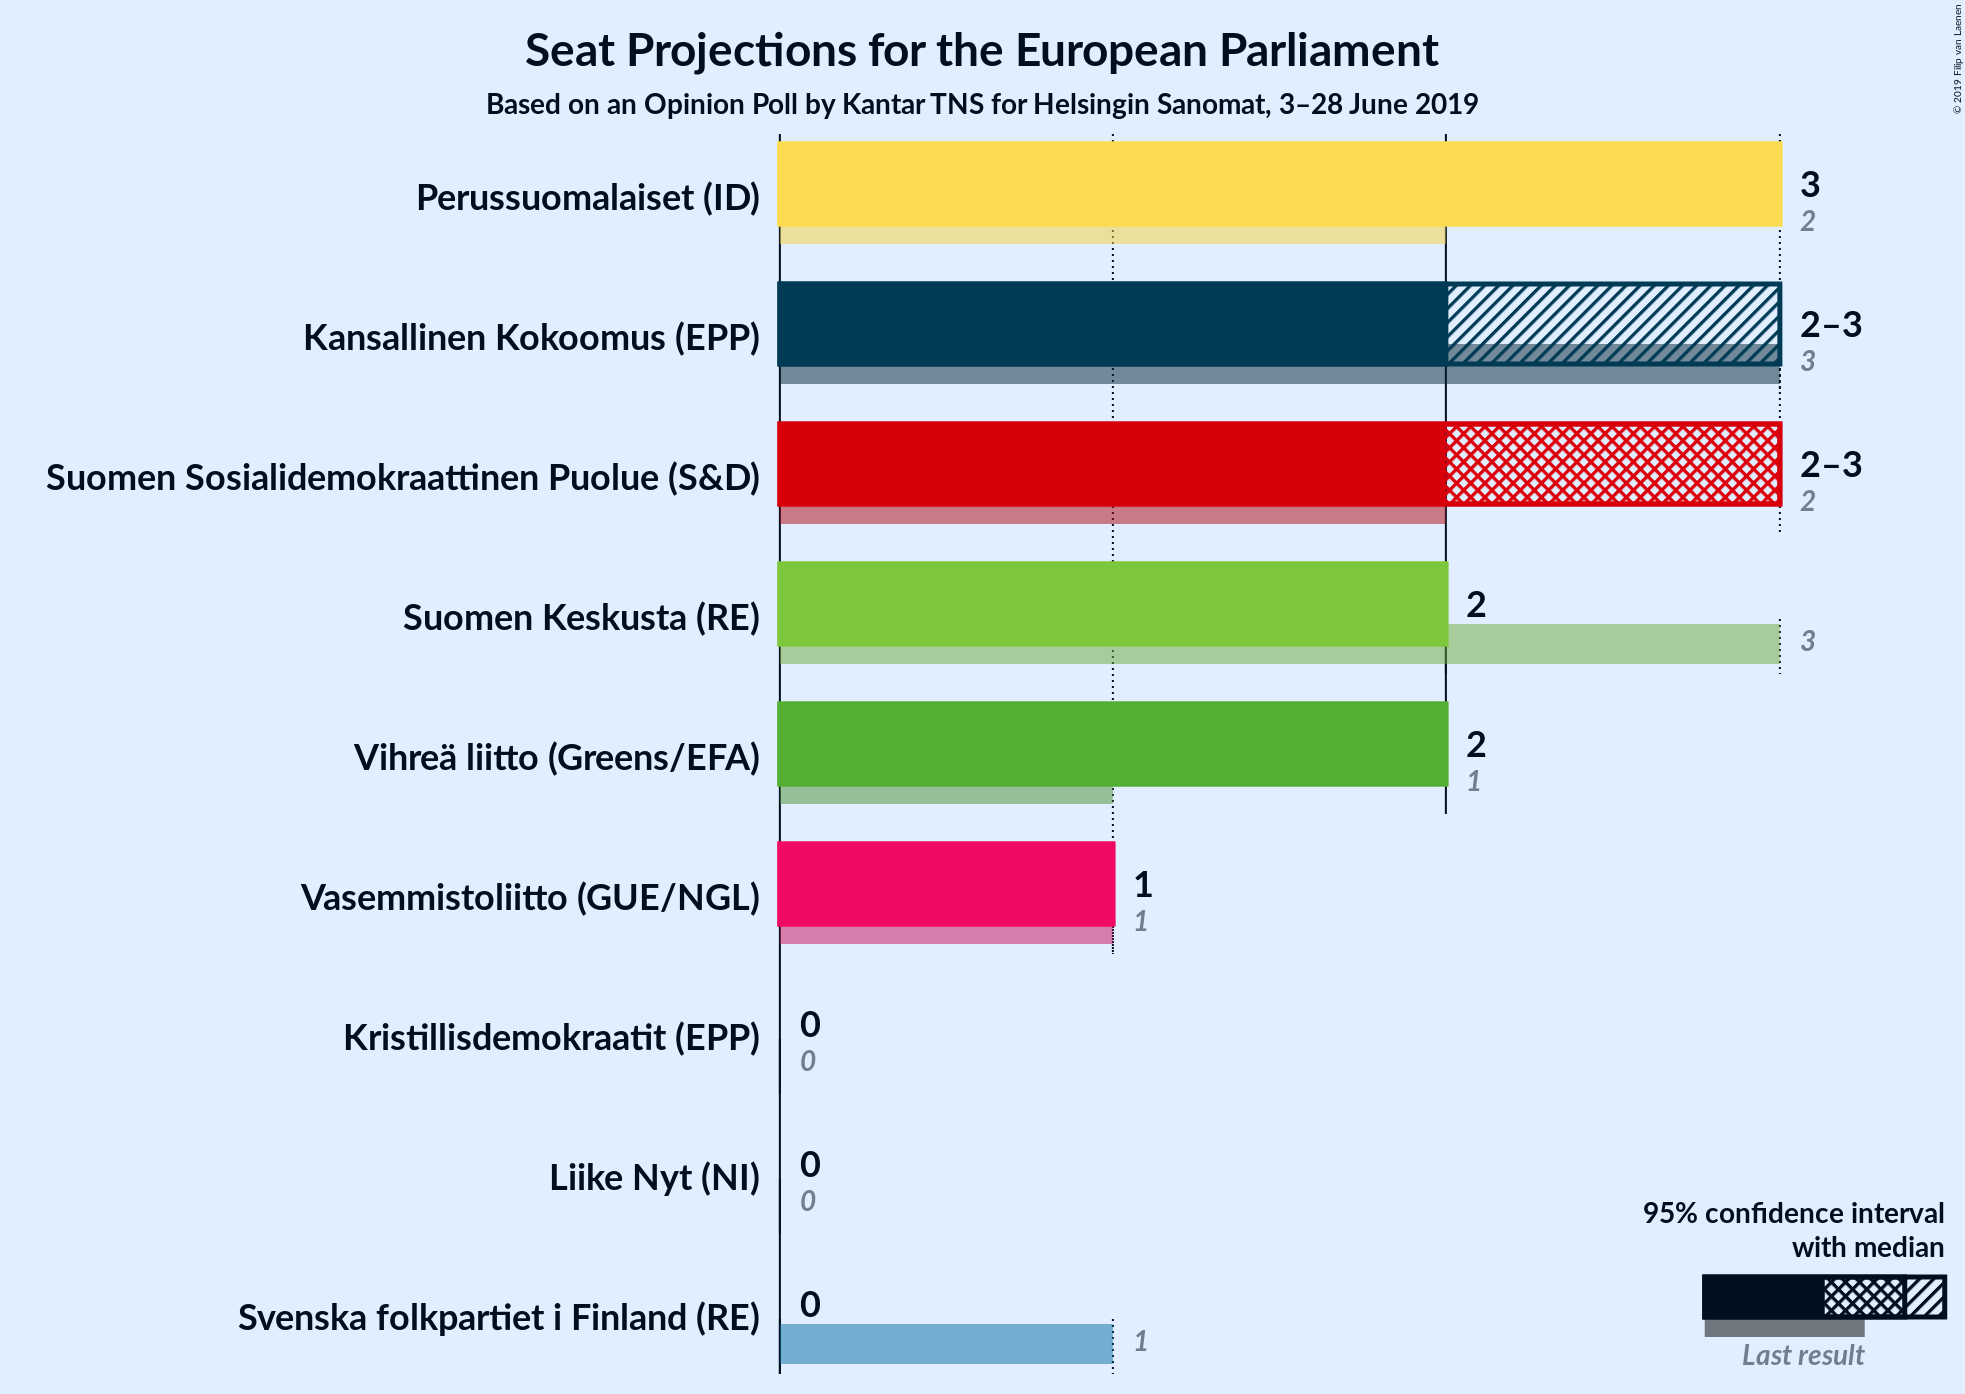 Seat Projections for the European Parliament
Based on an Opinion Poll by Kantar TNS for Helsingin Sanomat, 3–28 June 2019
© 2019 Filip van Laenen
Perussuomalaiset (ID)
3
2
Kansallinen Kokoomus (EPP)
2–3
3
Suomen Sosialidemokraattinen Puolue (S&D)
2–3
2
Suomen Keskusta (RE)
2
3
Vihreä liitto (Greens/EFA)
2
1
Vasemmistoliitto (GUE/NGL)
1
1
Kristillisdemokraatit (EPP)
0
0
Liike Nyt (NI)
0
0
Svenska folkpartiet i Finland (RE)
0
1
95% confidence interval
with median
Last result